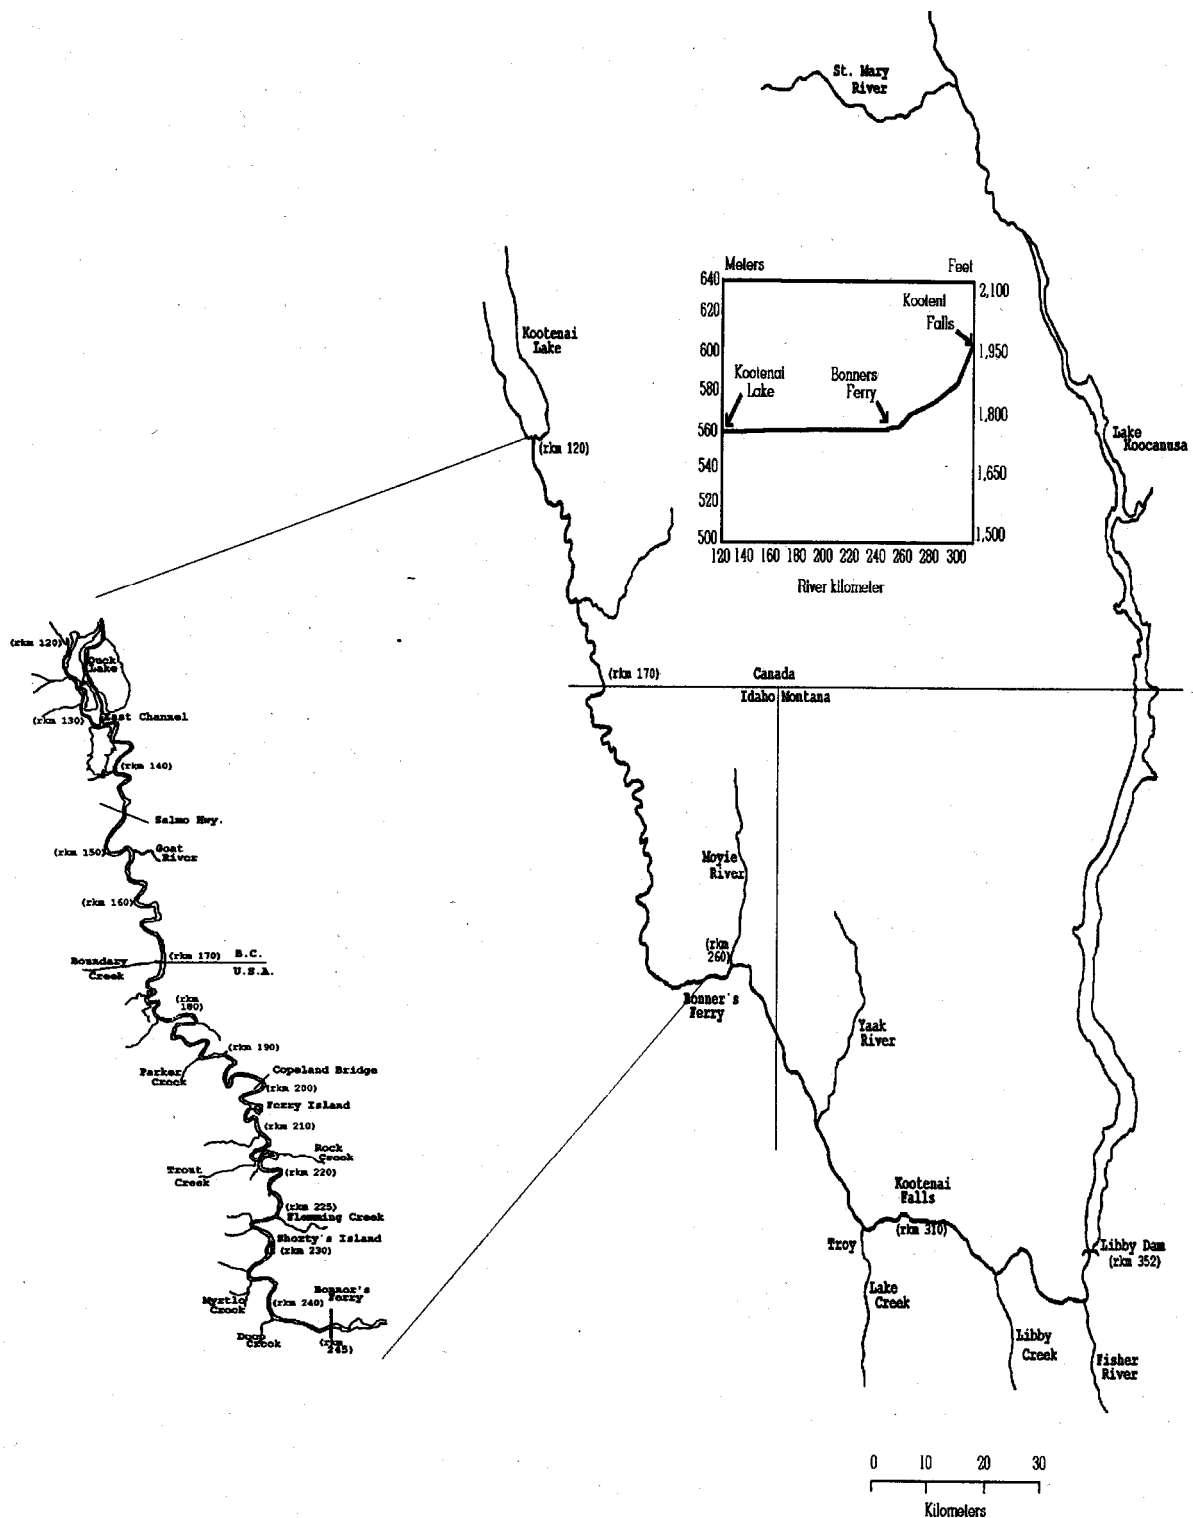 St. Mary
River
Meters
Feet
640
620
600
580
560
540
520
500
2,100
1,950
1,800
1,650
1,500
Kooteni
Falls
Kootenai
Lake
Bonners
Ferry
120 140 160 180 200 220 240 260 280 300
River kilometer
Kootenai
Lake
(rkm 120)
Lake
Koocanusa
(rkm 170)
Canada
Idaho Montana
Moyie
River
(rkm
260)
Bonner's
Ferry
Yaak
River
Kootenai
Falls
(rkm 310)
Troy
Lake
Creek
Libby
Creek
Libby Dam
(rkm 352)
Fisher
River
(rkm 120)
Duck
Lake
(rkm 130)
East Channel
(rkm 140)
Salmo Hwy.
(rkm 150)
Goat
River
(rkm 160)
(rkm 170)
B.C.
U.S.A.
Boundary
Creek
(rkm
180)
(rkm 190)
Parker
Creek
Copeland Bridge
(rkm 200)
Ferry Island
(rkm 210)
Rock
Creek
Trout
Creek
(rkm 220)
(rkm 225)
Flemming Creek
Shorty's Island
(rkm 230)
Myrtle
Creek
(rkm 240)
Bonner's
Ferry
Deep
Creek
(rkm
245)
0 10 20 30
Kilometers